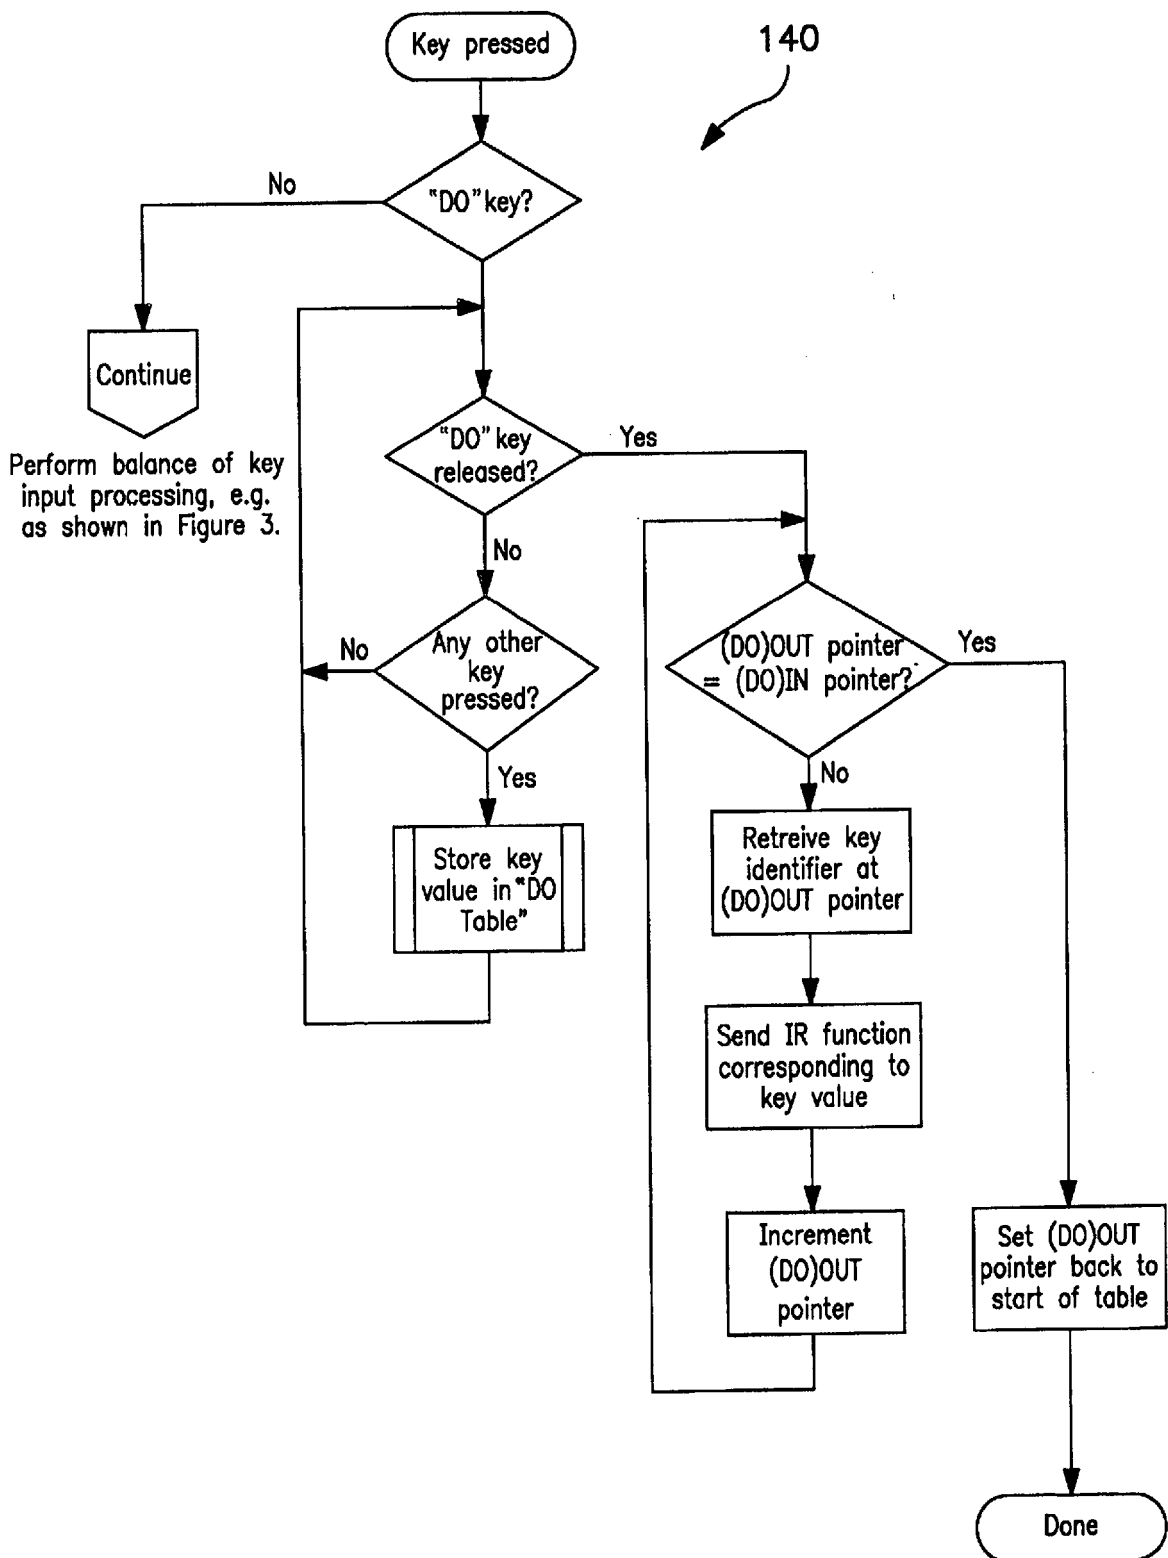 Key pressed
140
"DO" key?
No
Continue
Perform balance of key
input processing, e.g.
as shown in Figure 3.
"DO" key
released?
Yes
No
Any other
key
pressed?
No
Yes
Store key
value in "DO
Table"
(DO)OUT pointer
= (DO)IN pointer?
Yes
No
Retreive key
identifier at
(DO)OUT pointer
Send IR function
corresponding to
key value
Increment
(DO)OUT
pointer
Set (DO)OUT
pointer back to
start of table
Done